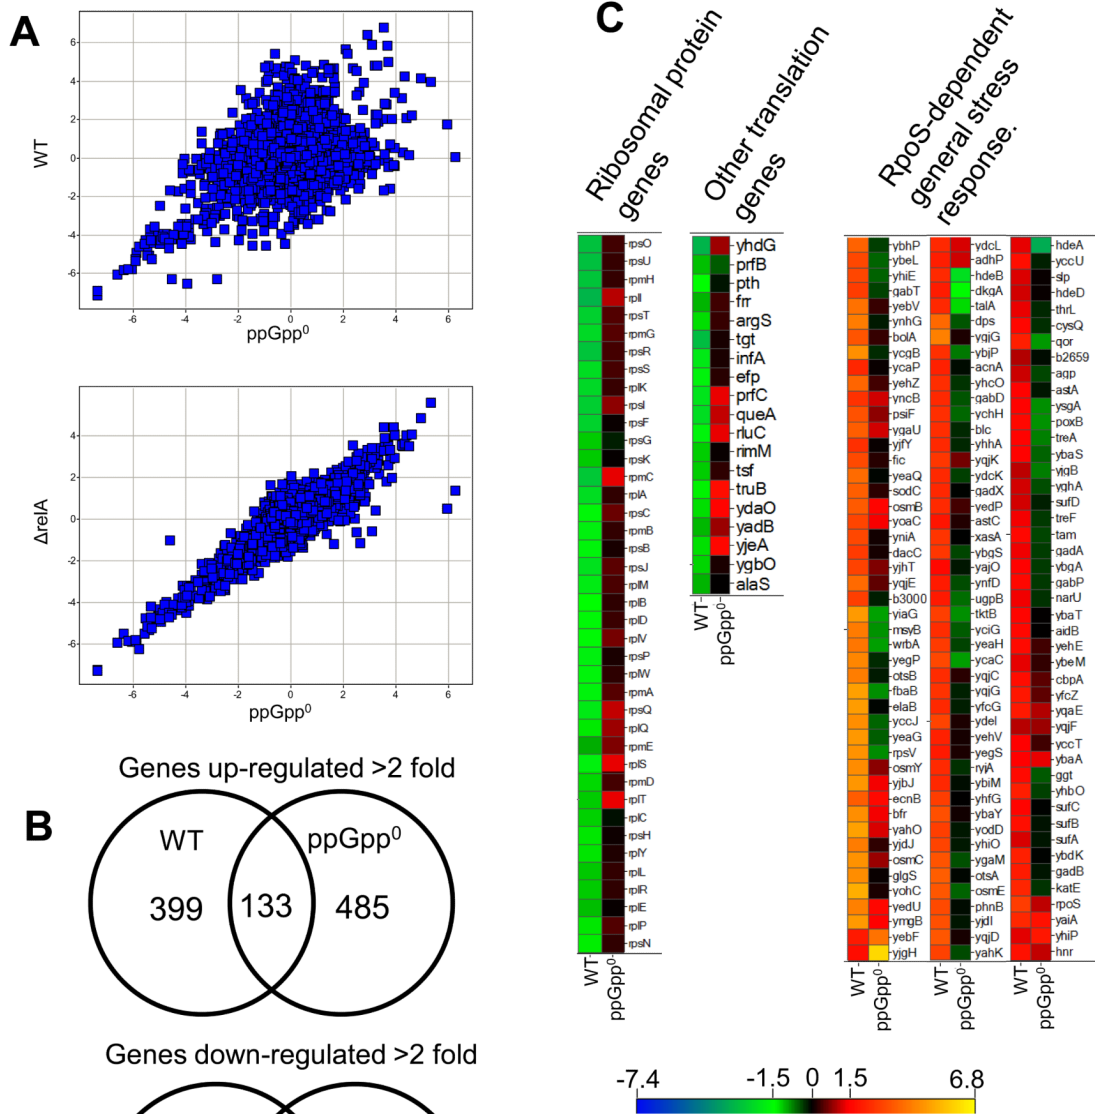 A
6
4
2
0
-2
-4
-6
WT
-6
-4
-2
0
2
4
6
ppGpp0
4
2
0
-2
-4
-6
ΔrelA
-6
-4
-2
0
2
4
6
ppGpp0
B
Genes up-regulated >2 fold
WT
ppGpp0
399
133
485
Genes down-regulated >2 fold
C
Ribosomal protein
genes
Other translation
genes
RpoS-dependent
general stress
response.
rpsO
rpsU
rpmH
rplI
rpsT
rpmG
rpsR
rpsS
rplK
rpsI
rpsF
rpsG
rpsK
rpmC
rplA
rpsC
rpmB
rpsB
rpsJ
rplM
rplB
rplD
rplV
rpsP
rplW
rpmA
rpsQ
rplQ
rpmE
rplS
rpmD
rplT
rplC
rpsH
rplY
rplL
rplR
rplE
rplP
rpsN
WT
ppGpp0
yhdG
prfB
pth
frr
argS
tgt
infA
efp
prfC
queA
rluC
rimM
tsf
truB
ydaO
yadB
yjeA
ygbO
alaS
WT
ppGpp0
ybhP
ybeL
yhiE
gabT
yebV
ynhG
bolA
ycgB
ycaP
yehZ
yncB
psiF
ygaU
yjfY
fic
yeaQ
sodC
osmB
yoaC
yniA
dacC
yjhT
yqjE
b3000
yiaG
msyB
wrbA
yegP
otsB
fbaB
elaB
yccJ
yeaG
rpsV
osmY
yjbJ
ecnB
bfr
yahO
yjdJ
osmC
glgS
yohC
yedU
ymgB
yebF
yjgH
WT
ppGpp0
ydcL
adhP
hdeB
dkgA
talA
dps
ygjG
ybjP
acnA
yhcO
gabD
ychH
blc
yhhA
yqjK
ydcK
gadX
yedP
astC
xasA
ybgS
yajO
ynfD
ugpB
tktB
yciG
yeaH
ycaC
yqjC
yqjG
yfcG
ydeI
yehV
yegS
ryjA
ybiM
yhfG
ybaY
yodD
yhiO
ygaM
otsA
osmE
phnB
yjdI
yqjD
yahK
WT
ppGpp0
hdeA
yccU
slp
hdeD
thrL
cysQ
qor
b2659
agp
astA
ysgA
poxB
treA
ybaS
yjgB
yghA
sufD
treF
tam
gadA
ybgA
gabP
narU
ybaT
aidB
yehE
ybeM
cbpA
yfcZ
yqaE
yqjF
yccT
ybaA
ggt
yhbO
sufC
sufB
sufA
ybdK
gadB
katE
rpoS
yaiA
yhiP
hnr
WT
ppGpp0
-7.4
-1.5
0
1.5
6.8